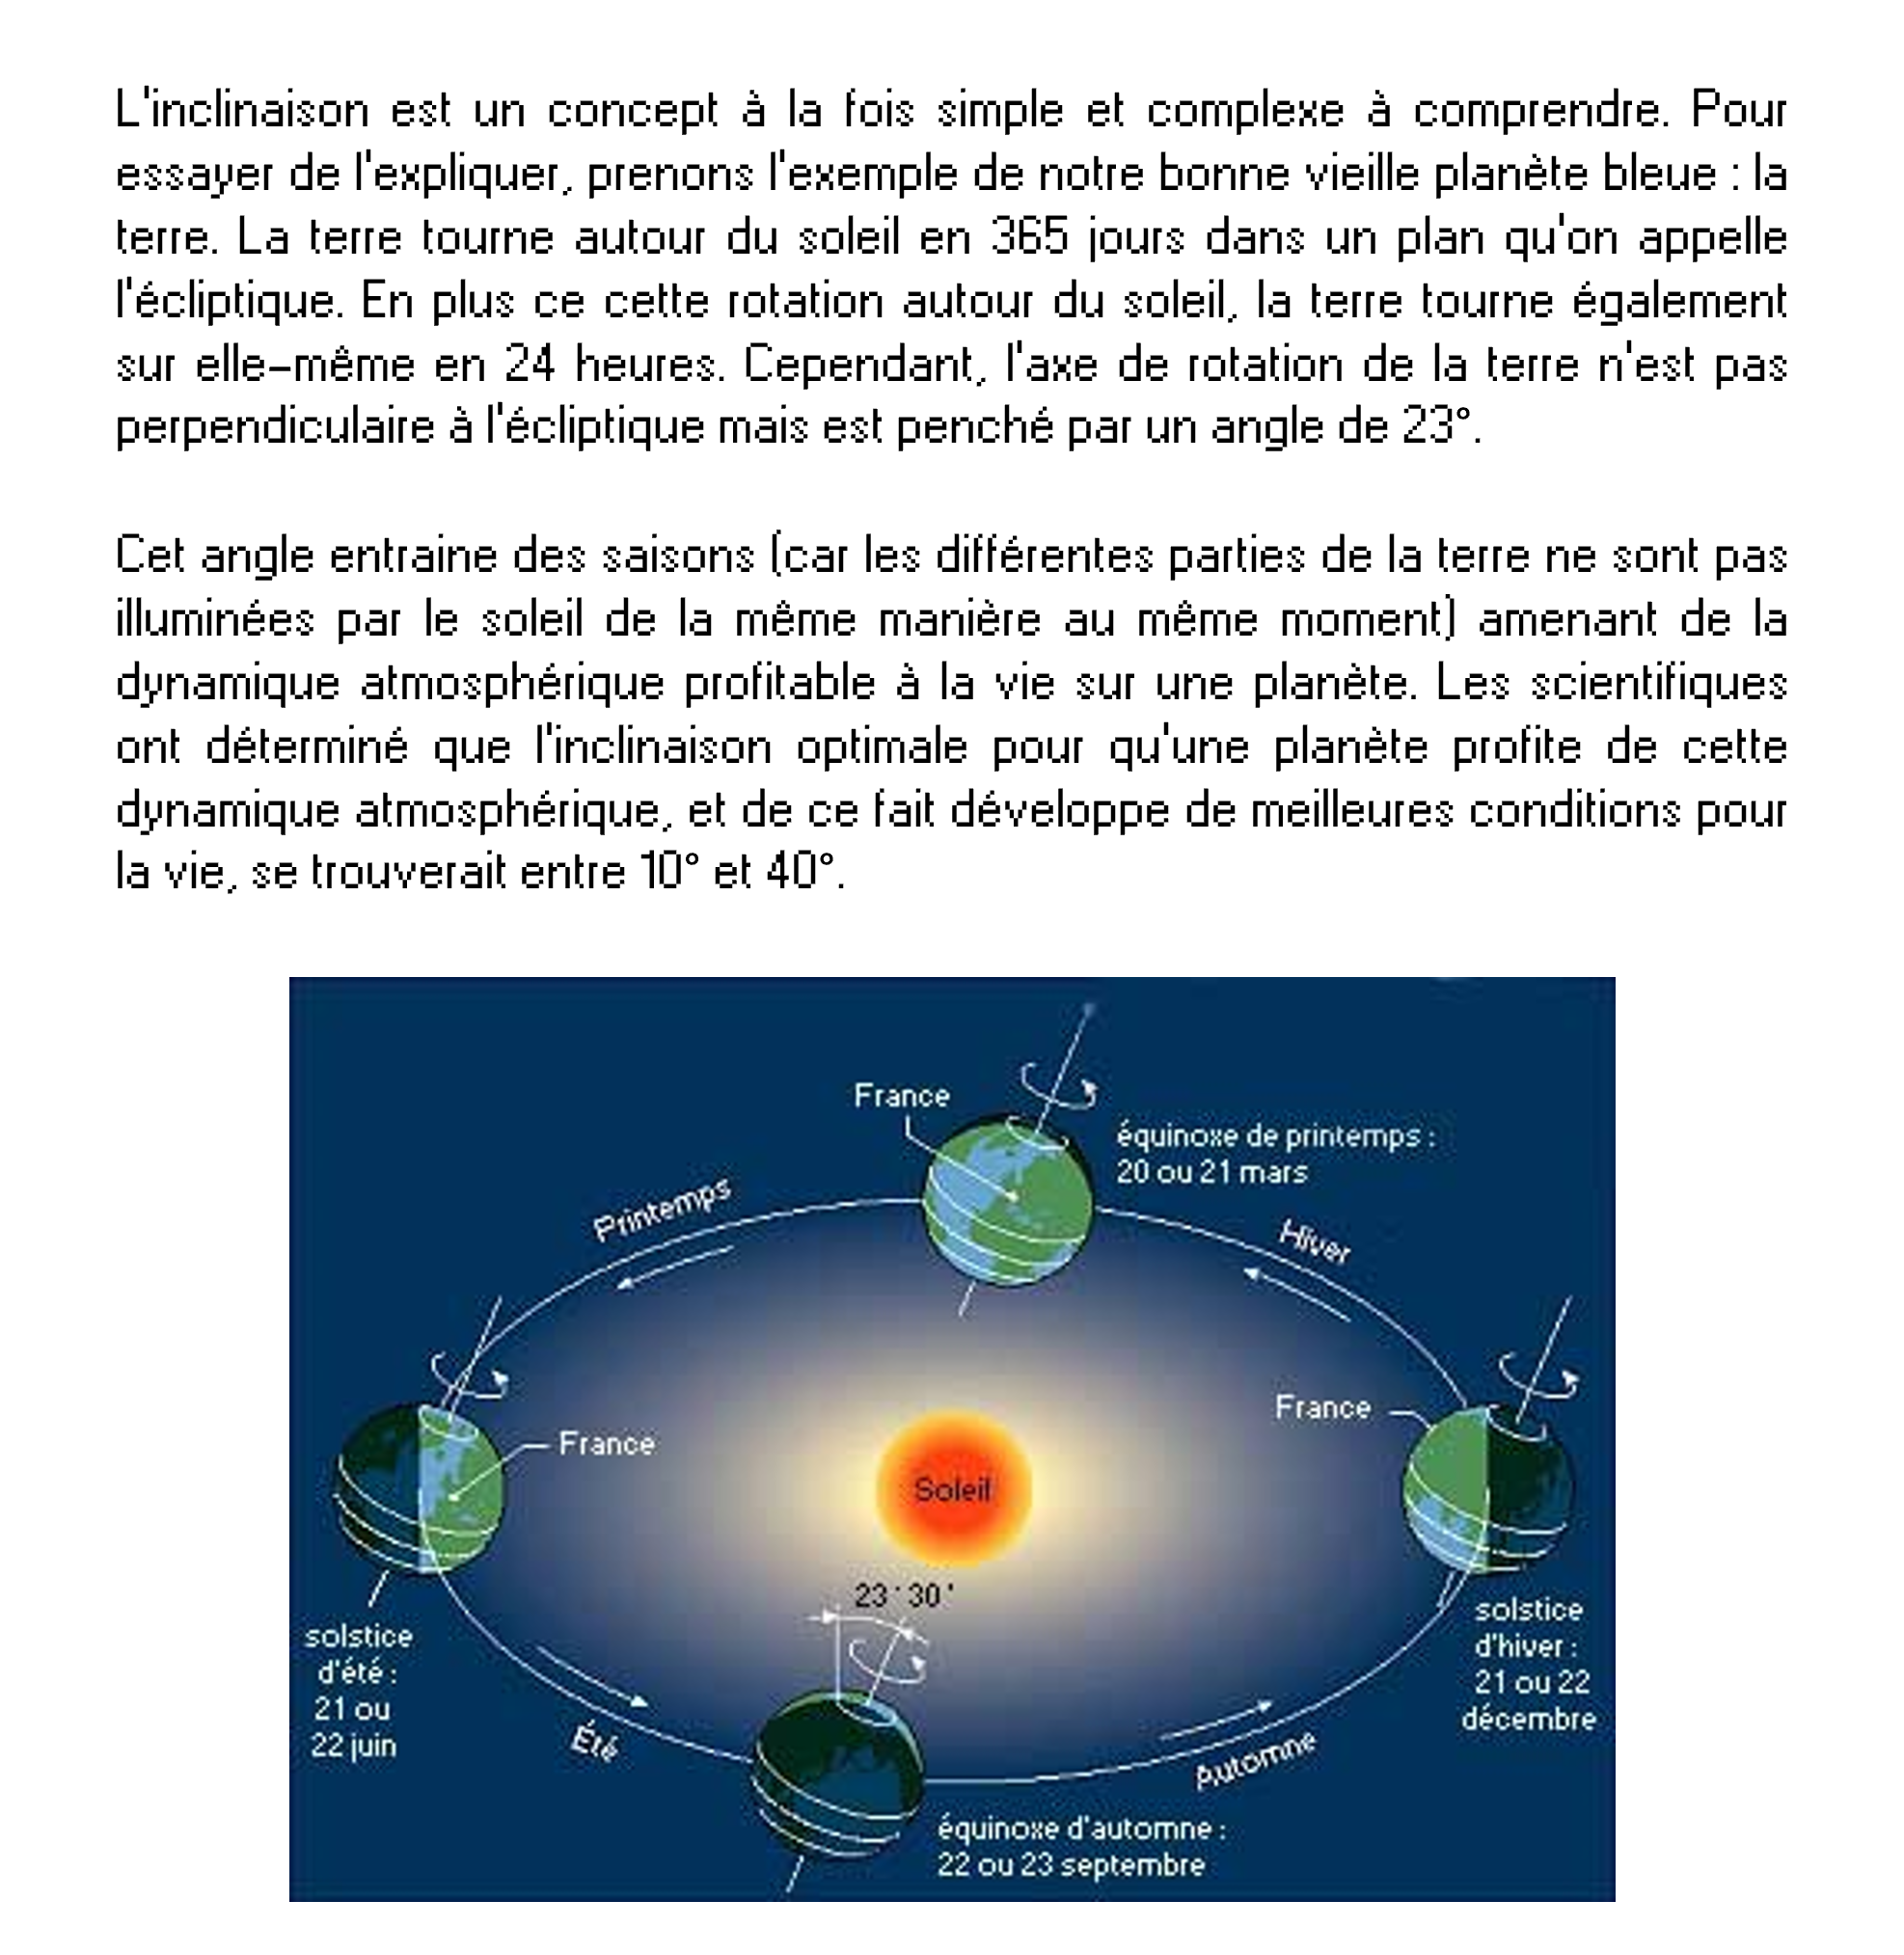 L'inclinaison est un concept à la fois simple et complexe à comprendre. Pour
essayer de l'expliquer, prenons l'exemple de notre bonne vieille planète bleue : la
terre. La terre tourne autour du soleil en 365 jours dans un plan qu'on appelle
l'écliptique. En plus ce cette rotation autour du soleil, la terre tourne également
sur elle-même en 24 heures. Cependant, l'axe de rotation de la terre n'est pas
perpendiculaire à l'écliptique mais est penché par un angle de 23°.
Cet angle entraine des saisons (car les différentes parties de la terre ne sont pas
illuminées par le soleil de la même manière au même moment) amenant de la
dynamique atmosphérique profitable à la vie sur une planète. Les scientifiques
ont déterminé que l'inclinaison optimale pour qu'une planète profite de cette
dynamique atmosphérique, et de ce fait développe de meilleures conditions pour
la vie, se trouverait entre 10° et 40°.
France
équinoxe de printemps :
20 ou 21 mars
Printemps
Hiver
France
France
Soleil
23° 30'
solstice
d'été :
21 ou
22 juin
solstice
d'hiver :
21 ou 22
décembre
Été
Automne
équinoxe d'automne :
22 ou 23 septembre